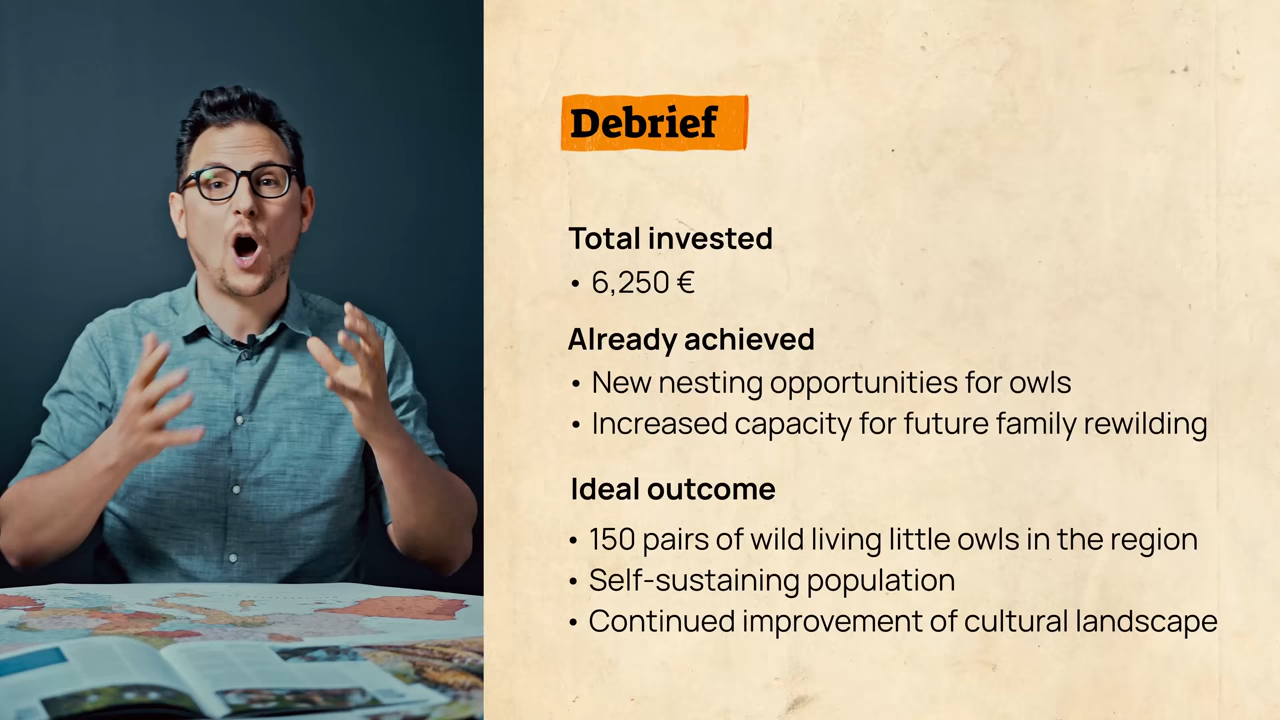 Debrief
Total invested
• 6,250 €
Already achieved
• New nesting opportunities for owls
• Increased capacity for future family rewilding
Ideal outcome
• 150 pairs of wild living little owls in the region
• Self-sustaining population
• Continued improvement of cultural landscape